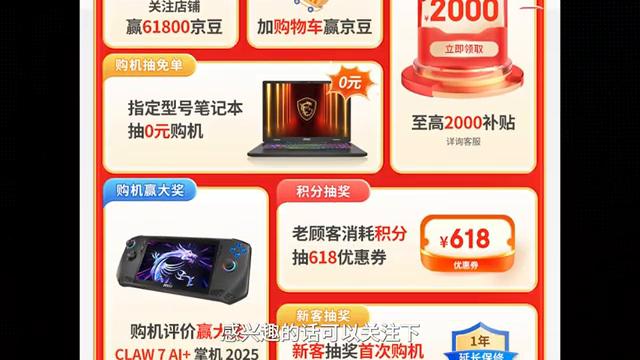 关注店铺
赢61800京豆
加购物车赢京豆
¥2000
立即领取
至高2000补贴
详询客服
购机抽免单
指定型号笔记本
抽0元购机
0元
购机赢大奖
购机评价赢大奖
CLAW 7 AI+ 掌机 2025
积分抽奖
老顾客消耗积分
抽618优惠券
¥618
优惠券
新客抽奖
新客抽奖首次购机
1年
延长保修
感兴趣的话可以关注下